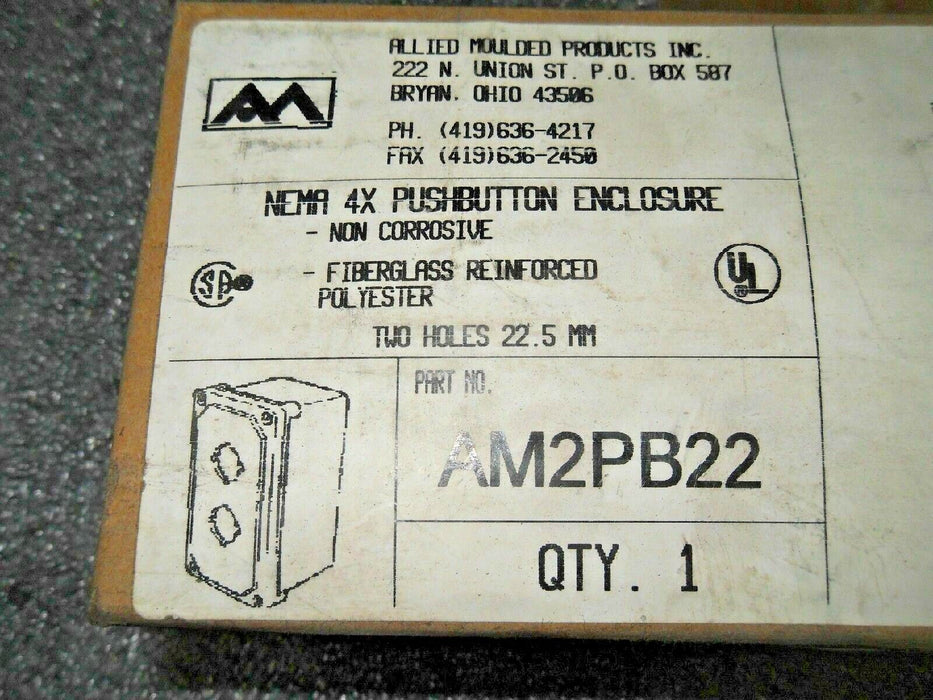 ALLIED MOULDED PRODUCTS INC.
222 N. UNION ST. P.O. BOX 587
BRYAN, OHIO 43506
PH. (419)636-4217
FAX (419)636-2450
NEMA 4X PUSHBUTTON ENCLOSURE
- NON CORROSIVE
- FIBERGLASS REINFORCED
POLYESTER
TWO HOLES 22.5 MM
SA
UL
PART NO.
AM2PB22
QTY. 1